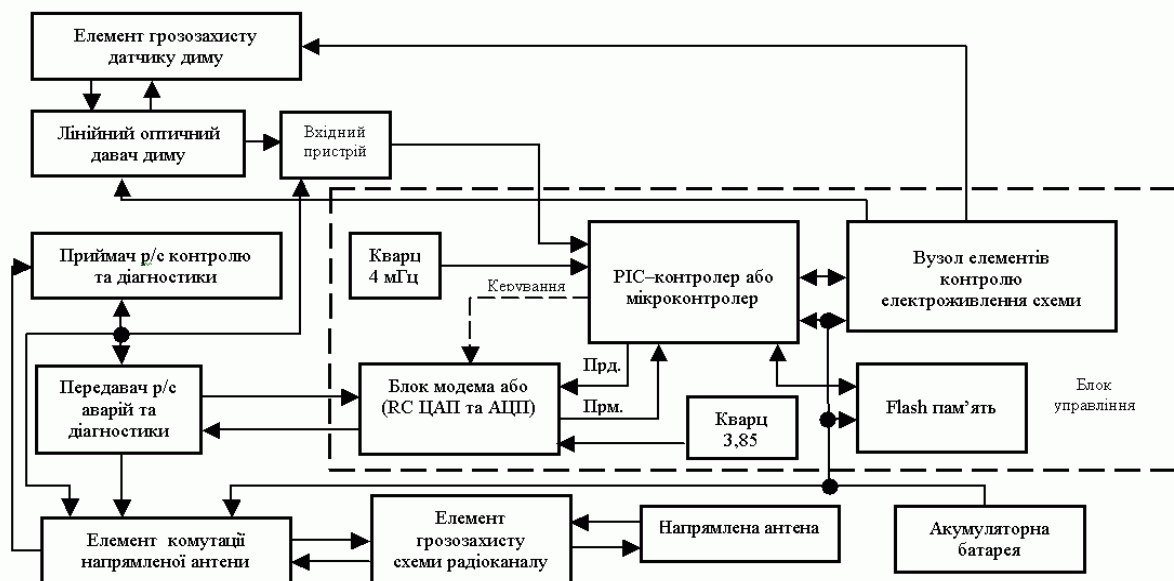 Елемент грозозахисту
датчику диму
Лінійний оптичний
давач диму
Вхідний
пристрій
Приймач р/с контролю
та діагностики
Кварц
4 мГц
PIC–контролер або
мікроконтролер
Вузол елементів
контролю
електроживлення схеми
Керування
Передавач р/с
аварій та
діагностики
Блок модема або
(RC ЦАП та АЦП)
Прд.
Прм.
Кварц
3,85
Flash пам’ять
Блок
управління
Елемент комутації
напрямленої антени
Елемент
грозозахисту
схеми радіоканалу
Напрямлена антена
Акумуляторна
батарея